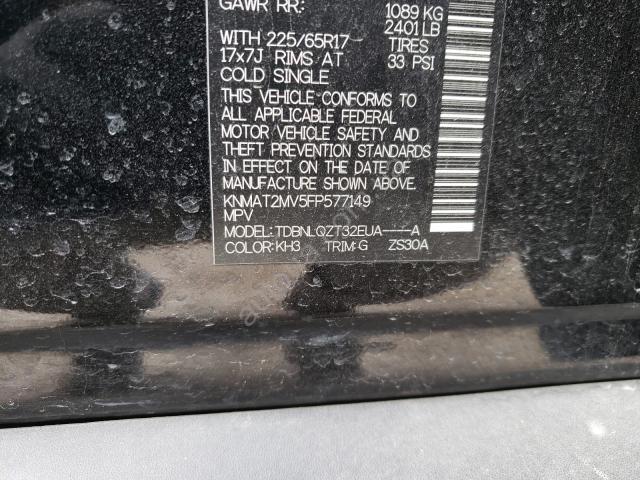 GAWR RR: 1089 KG
2401 LB
WITH 225/65R17 TIRES
17x7J RIMS AT 33 PSI
COLD SINGLE
THIS VEHICLE CONFORMS TO
ALL APPLICABLE FEDERAL
MOTOR VEHICLE SAFETY AND
THEFT PREVENTION STANDARDS
IN EFFECT ON THE DATE OF
MANUFACTURE SHOWN ABOVE.
KNMAT2MV5FP577149
MPV
MODEL: TDBNLQZT32EUA----A
COLOR: KH3 TRIM: G ZS30A